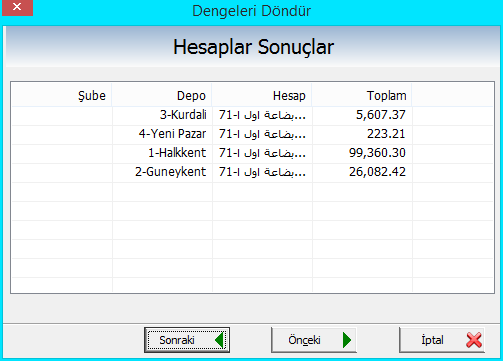 Dengeleri Döndür
Hesaplar Sonuçlar
Şube Depo Hesap Toplam
3-Kurdali 71-بضاعة اول ا... 5,607.37
4-Yeni Pazar 71-بضاعة اول ا... 223.21
1-Halkkent 71-بضاعة اول ا... 99,360.30
2-Guneykent 71-بضاعة اول ا... 26,082.42
Sonraki Önceki İptal